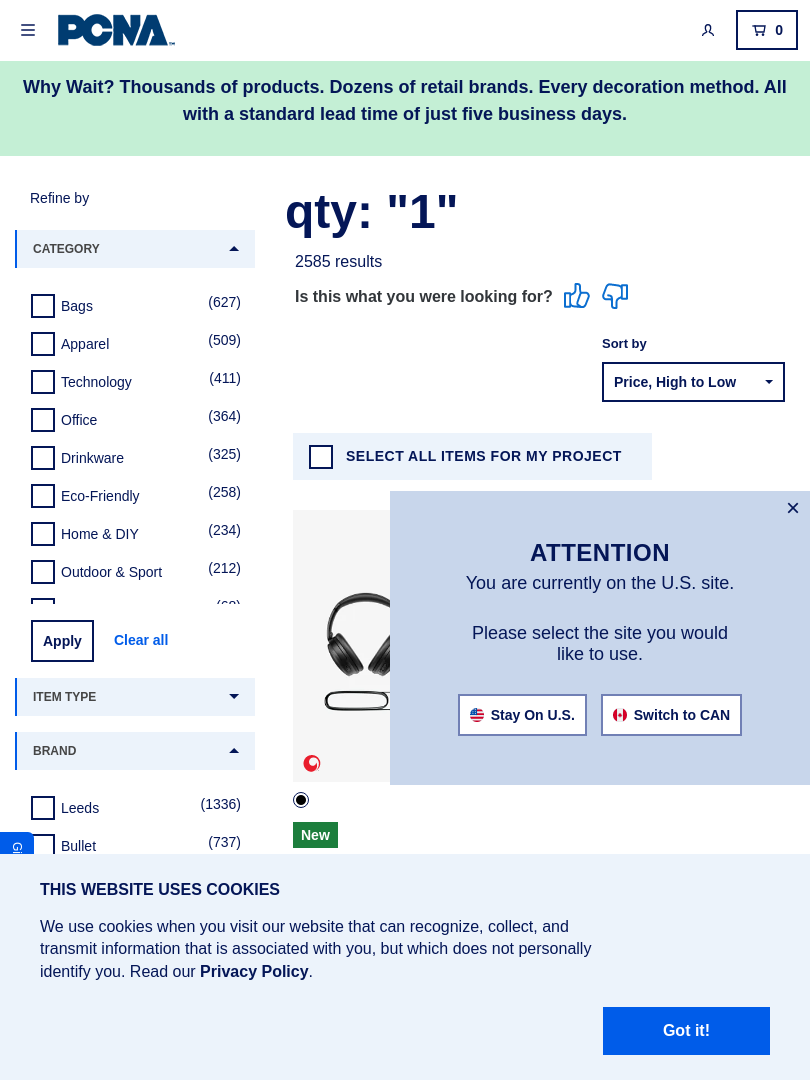 PCNA™
0
Why Wait? Thousands of products. Dozens of retail brands. Every decoration method. All
with a standard lead time of just five business days.
Refine by
CATEGORY
Bags (627)
Apparel (509)
Technology (411)
Office (364)
Drinkware (325)
Eco-Friendly (258)
Home & DIY (234)
Outdoor & Sport (212)
Apply
Clear all
ITEM TYPE
BRAND
Leeds (1336)
Bullet (737)
qty: "1"
2585 results
Is this what you were looking for?
Sort by
Price, High to Low
SELECT ALL ITEMS FOR MY PROJECT
×
ATTENTION
You are currently on the U.S. site.
Please select the site you would
like to use.
Stay On U.S.
Switch to CAN
New
THIS WEBSITE USES COOKIES
We use cookies when you visit our website that can recognize, collect, and
transmit information that is associated with you, but which does not personally
identify you. Read our Privacy Policy.
Got it!